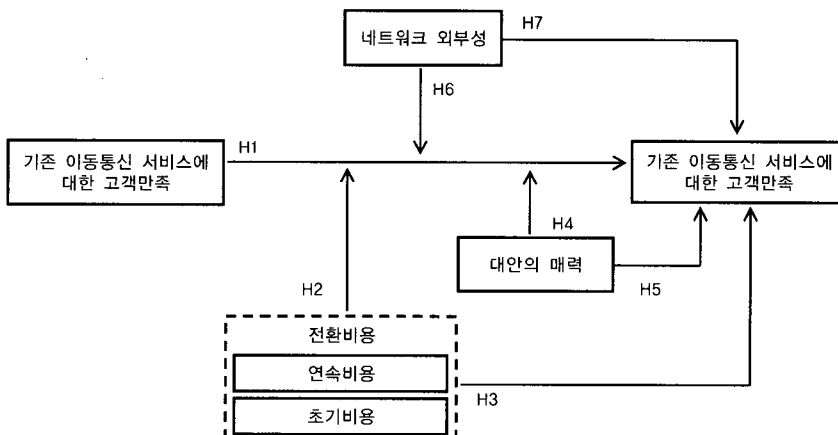 네트워크 외부성
H7
H6
기존 이동통신 서비스에
대한 고객만족
H1
기존 이동통신 서비스에
대한 고객만족
H4
대안의 매력
H5
H2
전환비용
연속비용
H3
초기비용